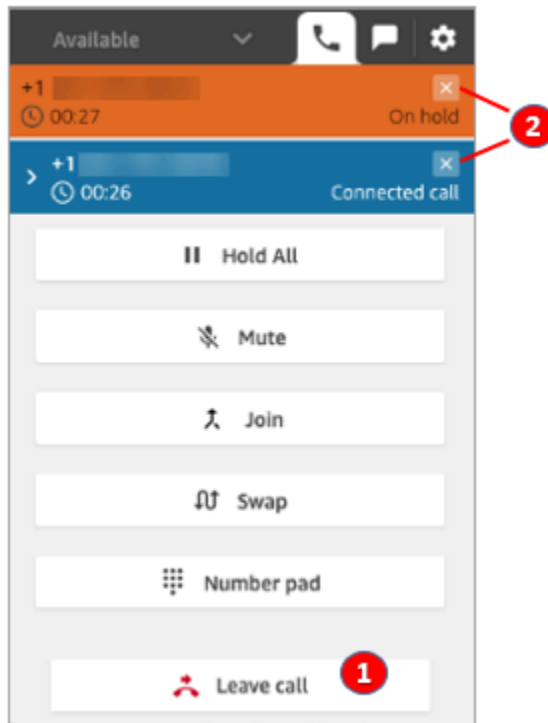 Available
+1
00:27
On hold
2
+1
00:26
Connected call
Hold All
Mute
Join
Swap
Number pad
Leave call
1